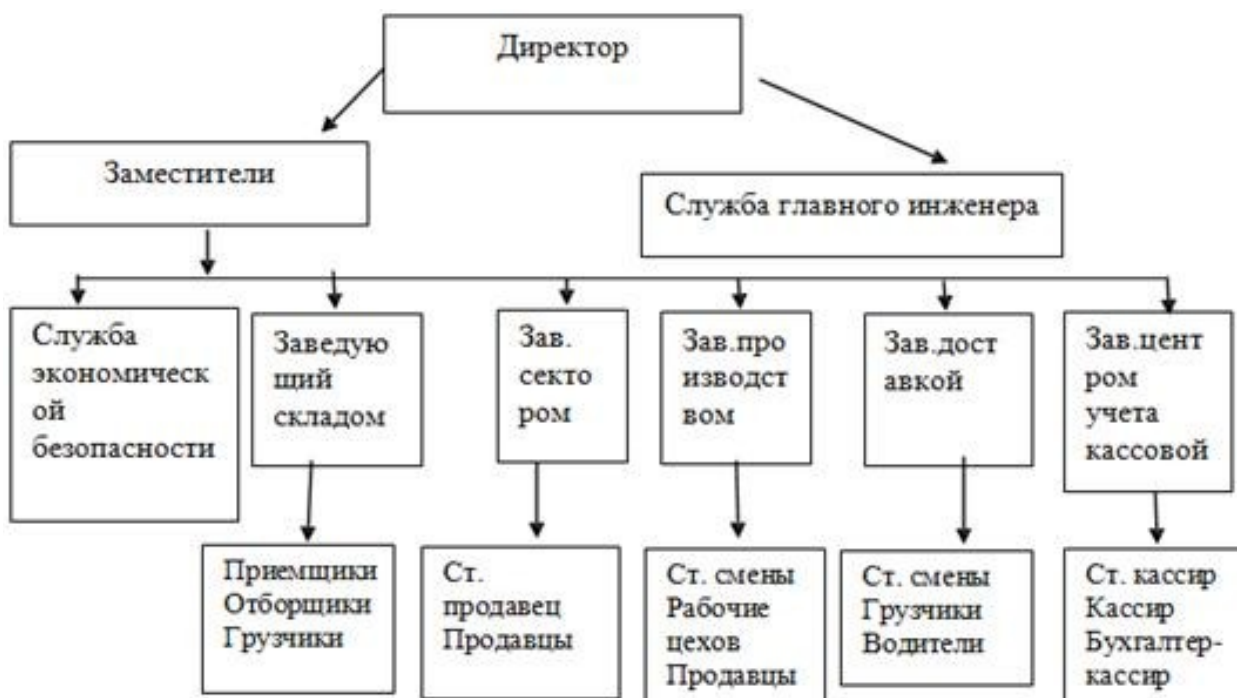 Директор
Заместители
Служба главного инженера
Служба
экономическ
ой
безопасности
Заведую
щий
складом
Зав.
секто
ром
Зав.про
изводст
вом
Зав.дост
авкой
Зав.цент
ром
учета
кассовой
Приемщики
Отборщики
Грузчики
Ст.
продавец
Продавцы
Ст. смены
Рабочие
цехов
Продавцы
Ст. смены
Грузчики
Водители
Ст. кассир
Кассир
Бухгалтер-
кассир